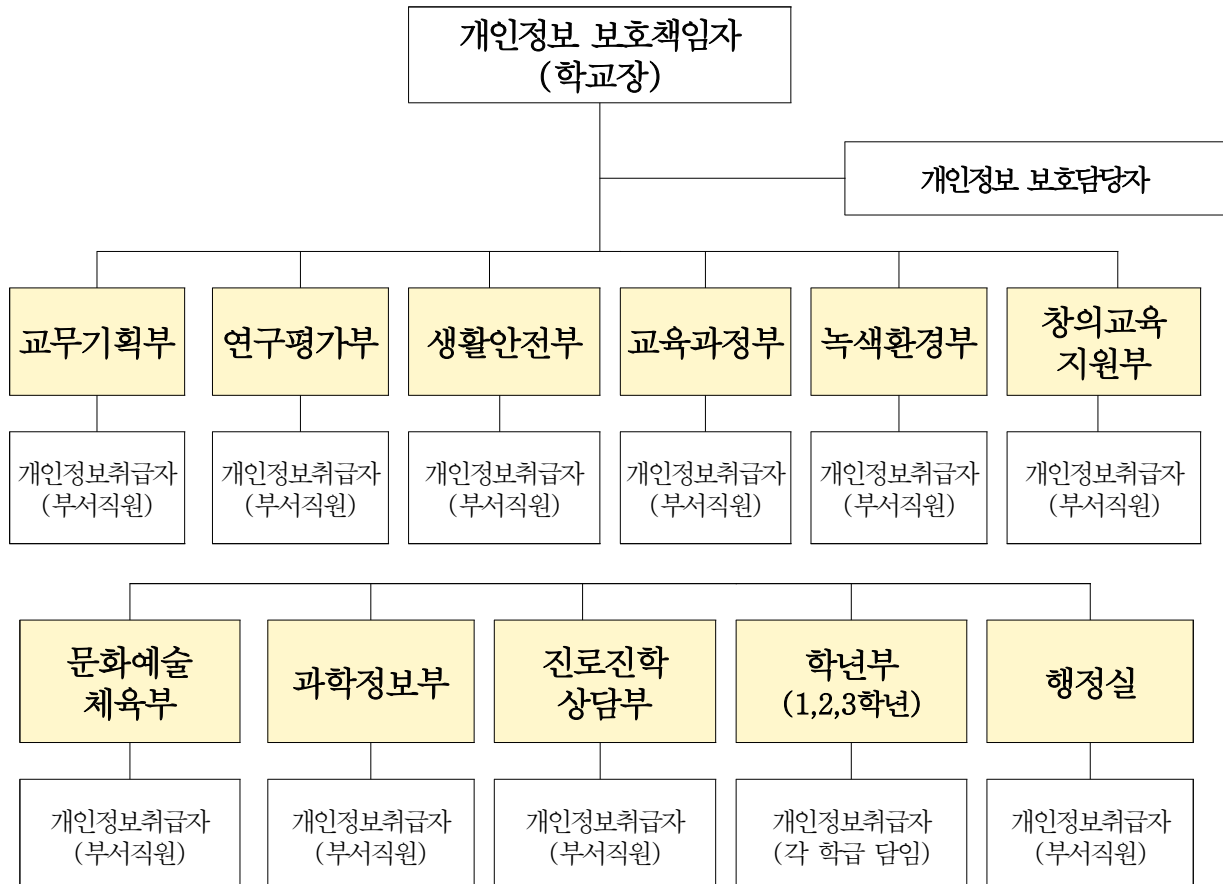 개인정보 보호책임자
(학교장)
개인정보 보호담당자
교무기획부
연구평가부
생활안전부
교육과정부
녹색환경부
창의교육
지원부
개인정보취급자
(부서직원)
개인정보취급자
(부서직원)
개인정보취급자
(부서직원)
개인정보취급자
(부서직원)
개인정보취급자
(부서직원)
개인정보취급자
(부서직원)
문화예술
체육부
과학정보부
진로진학
상담부
학년부
(1,2,3학년)
행정실
개인정보취급자
(부서직원)
개인정보취급자
(부서직원)
개인정보취급자
(부서직원)
개인정보취급자
(각 학급 담임)
개인정보취급자
(부서직원)